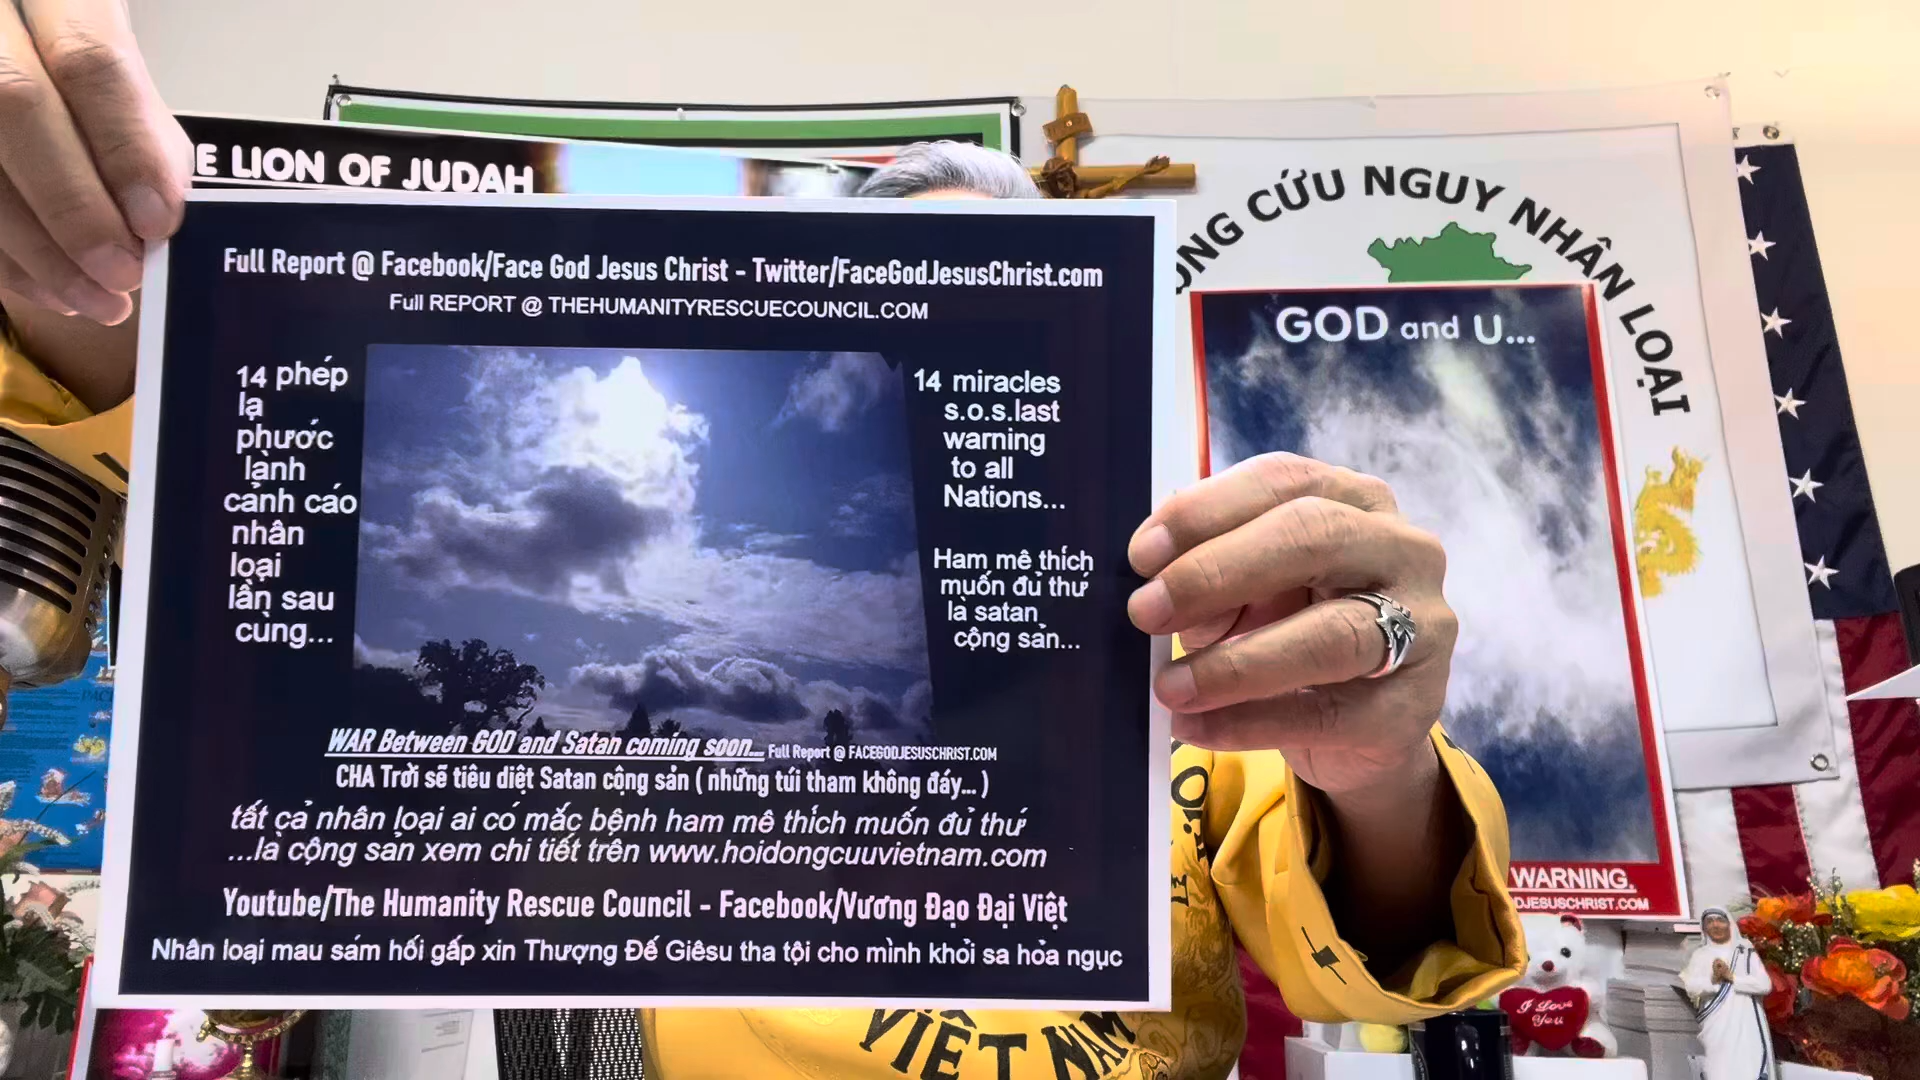 LION OF JUDAH
Full Report @ Facebook/Face God Jesus Christ - Twitter/FaceGodJesusChrist.com
Full REPORT @ THEHUMANITYRESCUECOUNCIL.COM
14 phép
lạ
phước
lành
cảnh cáo
nhân
loại
lần sau
cùng...
14 miracles
s.o.s.last
warning
to all
Nations...
Ham mê thích
muốn đủ thứ
là satan
cộng sản...
WAR Between GOD and Satan coming soon... Full Report @ FACEGODJESUSCHRIST.COM
CHA Trời sẽ tiêu diệt Satan cộng sản ( những túi tham không đáy... )
tất cả nhân loại ai có mắc bệnh ham mê thích muốn đủ thứ
...là cộng sản xem chi tiết trên www.hoidongcuuvietnam.com
Youtube/The Humanity Rescue Council - Facebook/Vương Đạo Đại Việt
Nhân loại mau sám hối gấp xin Thượng Đế Giêsu tha tội cho mình khỏi sa hỏa ngục
CỨU NGUY NHÂN LOẠI
GOD and U...
WARNING.
DJESUSCHRIST.COM
VIỆT NAM
I Love
You